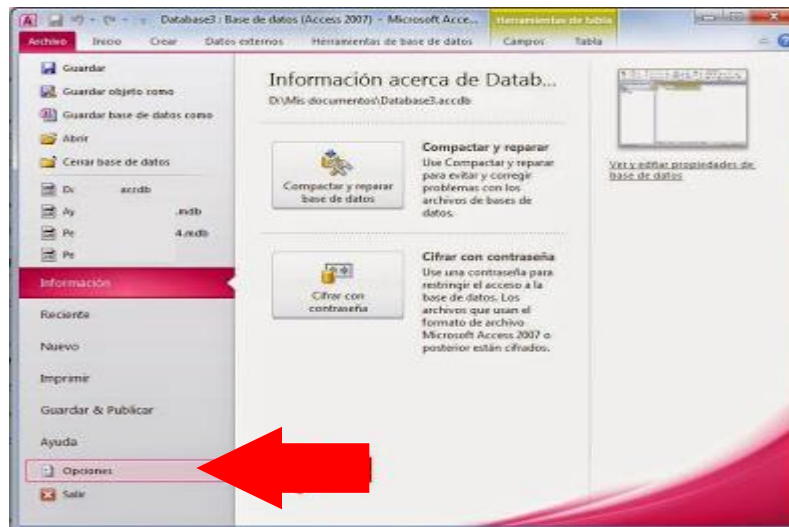 Database3 : Base de datos (Access 2007) - Microsoft Acce...
Herramientas de tabla
Archivo Inicio Crear Datos externos Herramientas de base de datos Campos Tabla
Guardar
Guardar objeto como
Guardar base de datos como
Abrir
Cerrar base de datos
Dc accdb
Ay .mdb
Pe 4.mdb
Pe
Información
Reciente
Nuevo
Imprimir
Guardar & Publicar
Ayuda
Opciones
Salir
Información acerca de Datab...
D:\Mis documentos\Database3.accdb
Compactar y reparar
base de datos
Compactar y reparar
Use Compactar y reparar
para evitar y corregir
problemas con los
archivos de bases de
datos.
Cifrar con
contraseña
Cifrar con contraseña
Use una contraseña para
restringir el acceso a la
base de datos. Los
archivos que usan el
formato de archivo
Microsoft Access 2007 o
posterior están cifrados.
Ver y editar propiedades de
base de datos